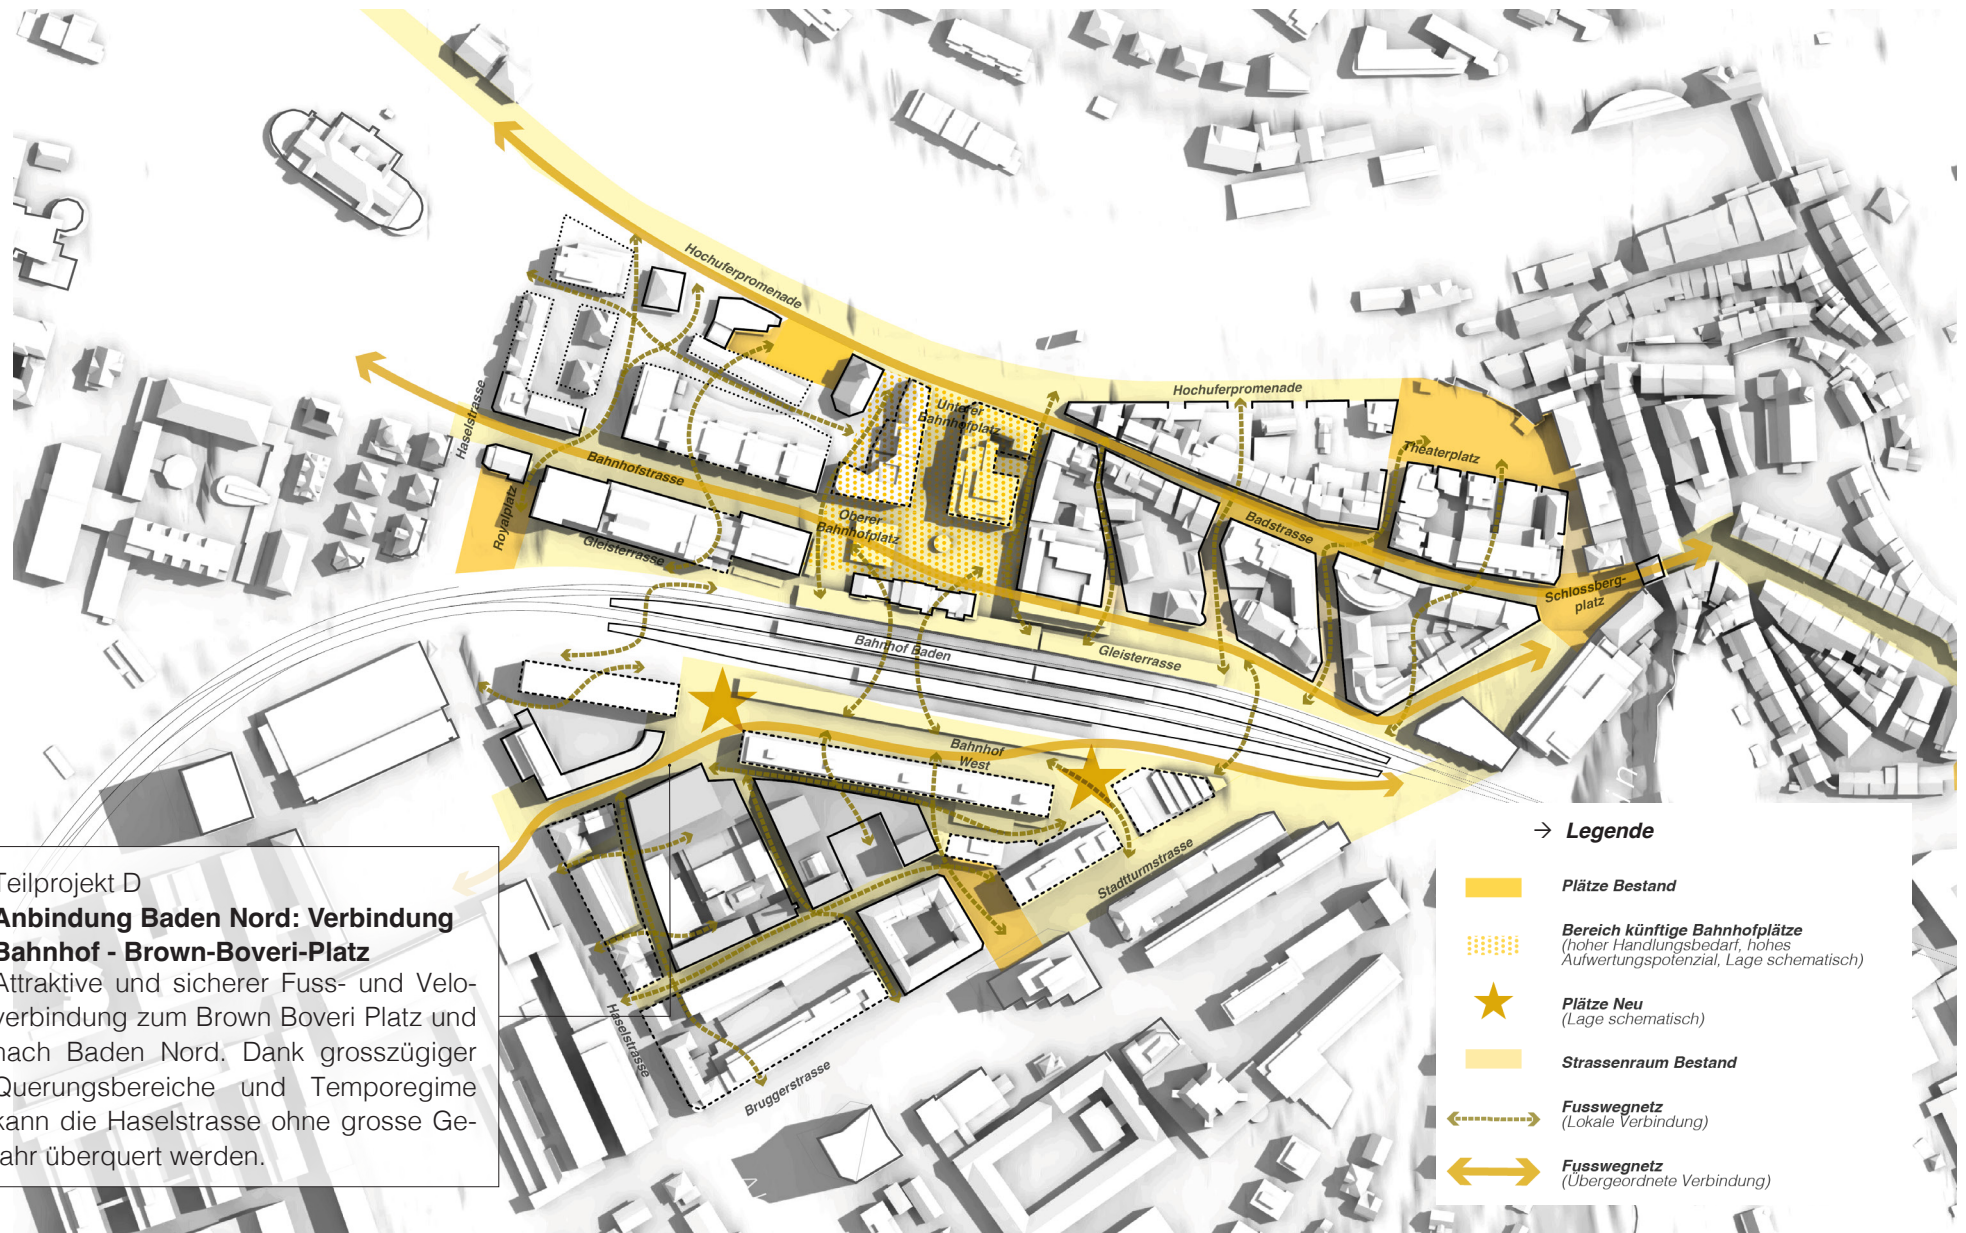 Hochuferpromenade
Haselstrasse
Bahnhofstrasse
Royalplatz
Gleisterrasse
Unterer
Bahnhofplatz
Oberer
Bahnhofplatz
Hochuferpromenade
Theaterplatz
Badstrasse
Schlossberg-
platz
Bahnhof Baden
Gleisterrasse
Bahnhof
West
Stadtturmstrasse
Haselstrasse
Bruggerstrasse
Teilprojekt D
Anbindung Baden Nord: Verbindung
Bahnhof - Brown-Boveri-Platz
Attraktive und sicherer Fuss- und Velo-
verbindung zum Brown Boveri Platz und
nach Baden Nord. Dank grosszügiger
Querungsbereiche und Temporegime
kann die Haselstrasse ohne grosse Ge-
fahr überquert werden.
→ Legende
Plätze Bestand
Bereich künftige Bahnhofplätze
(hoher Handlungsbedarf, hohes
Aufwertungspotenzial, Lage schematisch)
Plätze Neu
(Lage schematisch)
Strassenraum Bestand
Fusswegnetz
(Lokale Verbindung)
Fusswegnetz
(Übergeordnete Verbindung)